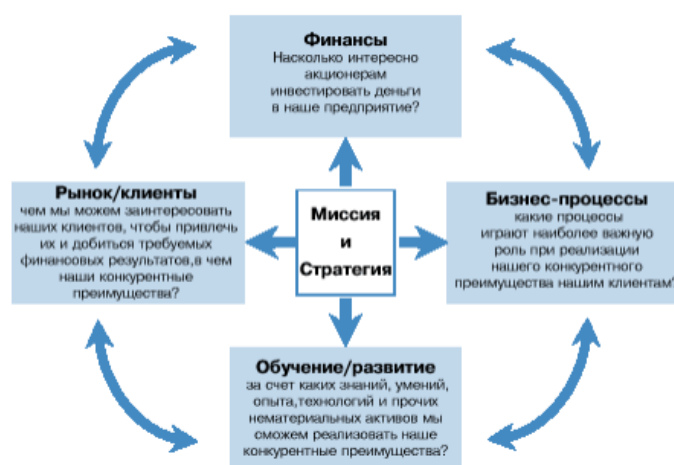 Финансы
Насколько интересно
акционерам
инвестировать деньги
в наше предприятие?
Рынок/клиенты
чем мы можем заинтересовать
наших клиентов, чтобы привлечь
их и добиться требуемых
финансовых результатов,в чем
наши конкурентные
преимущества?
Миссия
и
Стратегия
Бизнес-процессы
какие процессы
играют наиболее важную
роль при реализации
нашего конкурентного
преимущества нашим клиентам?
Обучение/развитие
за счет каких знаний, умений,
опыта,технологий и прочих
нематериальных активов мы
сможем реализовать наше
конкурентные преимущества?